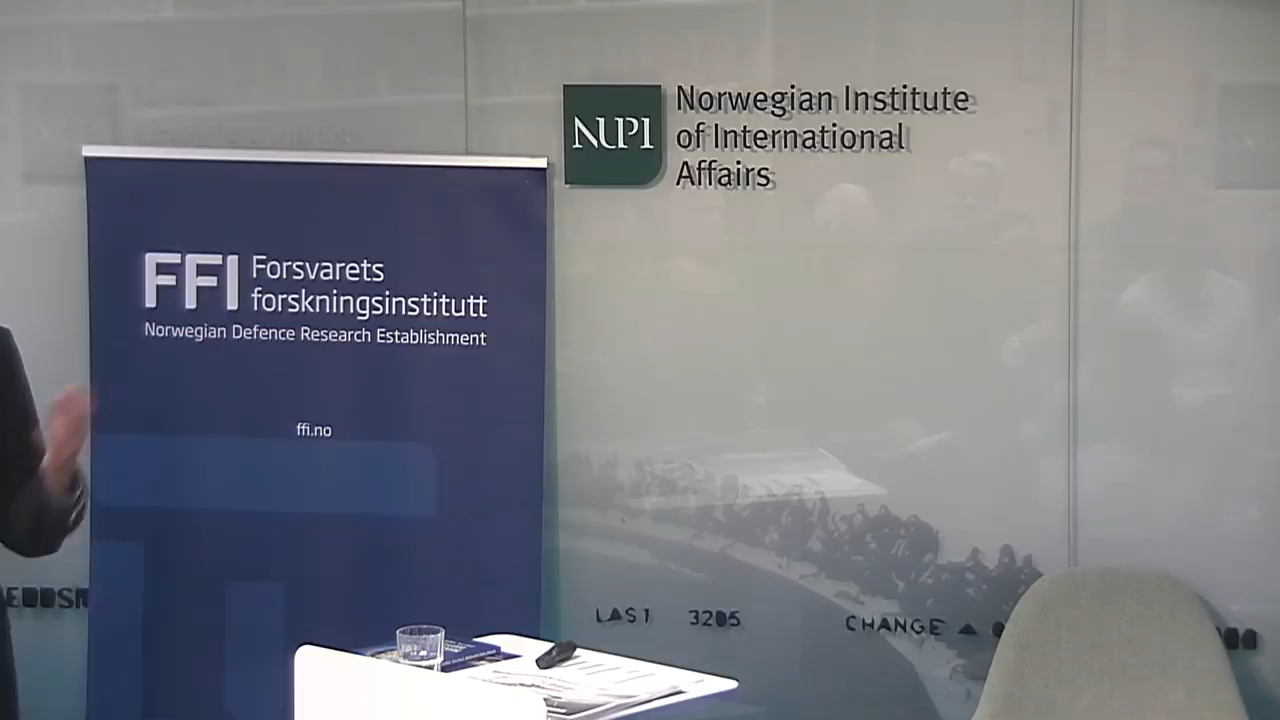 NUPI
Norwegian Institute
of International
Affairs
FFI
Forsvarets
forskningsinstitutt
Norwegian Defence Research Establishment
ffi.no
LAST 3205
CHANGE